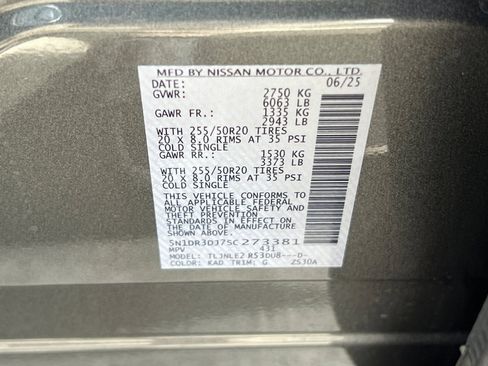 MFD BY NISSAN MOTOR CO., LTD.
DATE: 06/25
GVWR: 2750 KG
6063 LB
GAWR FR.: 1335 KG
2943 LB
WITH 255/50R20 TIRES
20 X 8.0 RIMS AT 35 PSI
COLD SINGLE
GAWR RR.: 1530 KG
3373 LB
WITH 255/50R20 TIRES
20 X 8.0 RIMS AT 35 PSI
COLD SINGLE
THIS VEHICLE CONFORMS TO
ALL APPLICABLE FEDERAL
MOTOR VEHICLE SAFETY AND
THEFT PREVENTION
STANDARDS IN EFFECT ON
THE DATE OF MANUFACTURE
SHOWN ABOVE.
5N1DR3DJ7SC273381
MPV 431
MODEL: TLJNLE2 R53DU8---D-
COLOR: KAD TRIM: G Z530A